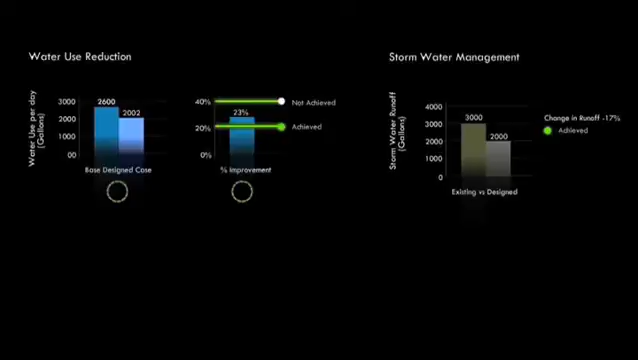 Water Use Reduction
Water Use per day
(Gallons)
3000
2000
1000
00
2600
2002
Base Designed Case
40%
20%
0%
23%
Not Achieved
Achieved
% Improvement
Storm Water Management
Storm Water Runoff
(Gallons)
4000
3000
2000
1000
0
3000
2000
Existing vs Designed
Change in Runoff -17%
Achieved